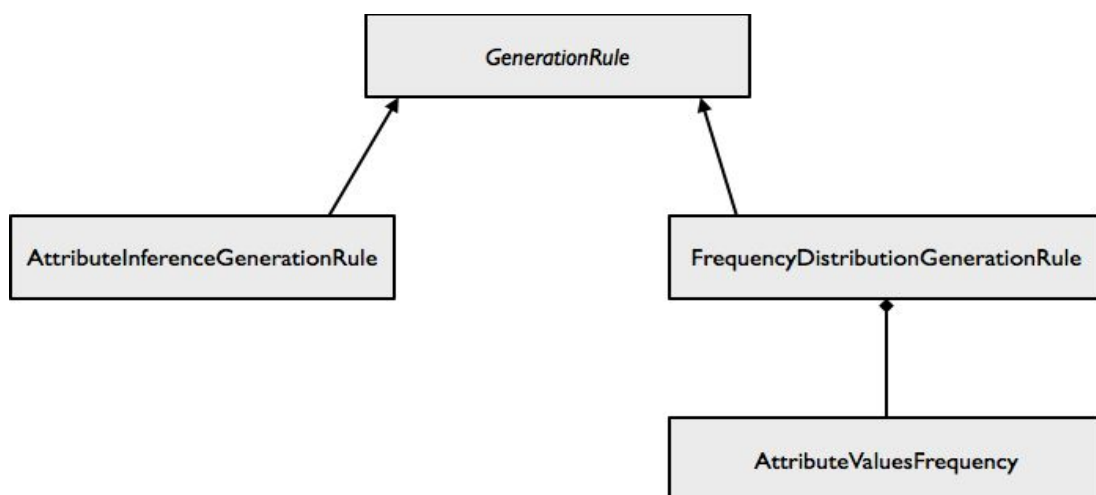 GenerationRule
AttributeInferenceGenerationRule
FrequencyDistributionGenerationRule
AttributeValuesFrequency